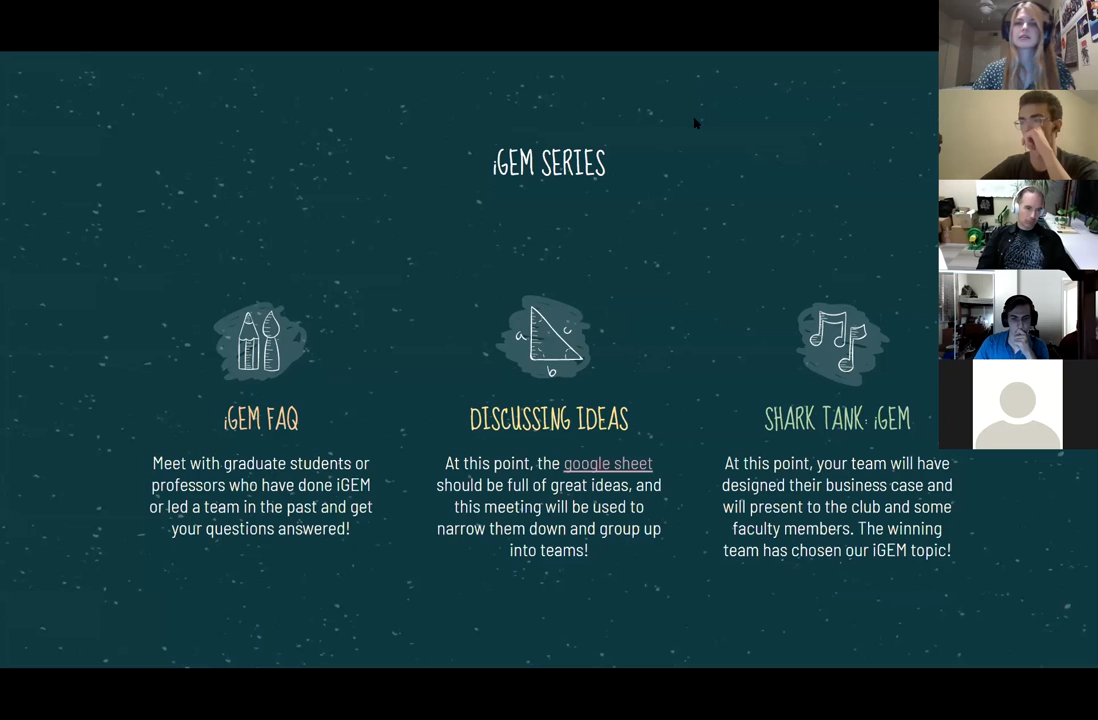 iGEM SERIES
a
c
b
iGEM FAQ
Meet with graduate students or
professors who have done iGEM
or led a team in the past and get
your questions answered!
DISCUSSING IDEAS
At this point, the google sheet
should be full of great ideas, and
this meeting will be used to
narrow them down and group up
into teams!
SHARK TANK: iGEM
At this point, your team will have
designed their business case and
will present to the club and some
faculty members. The winning
team has chosen our iGEM topic!